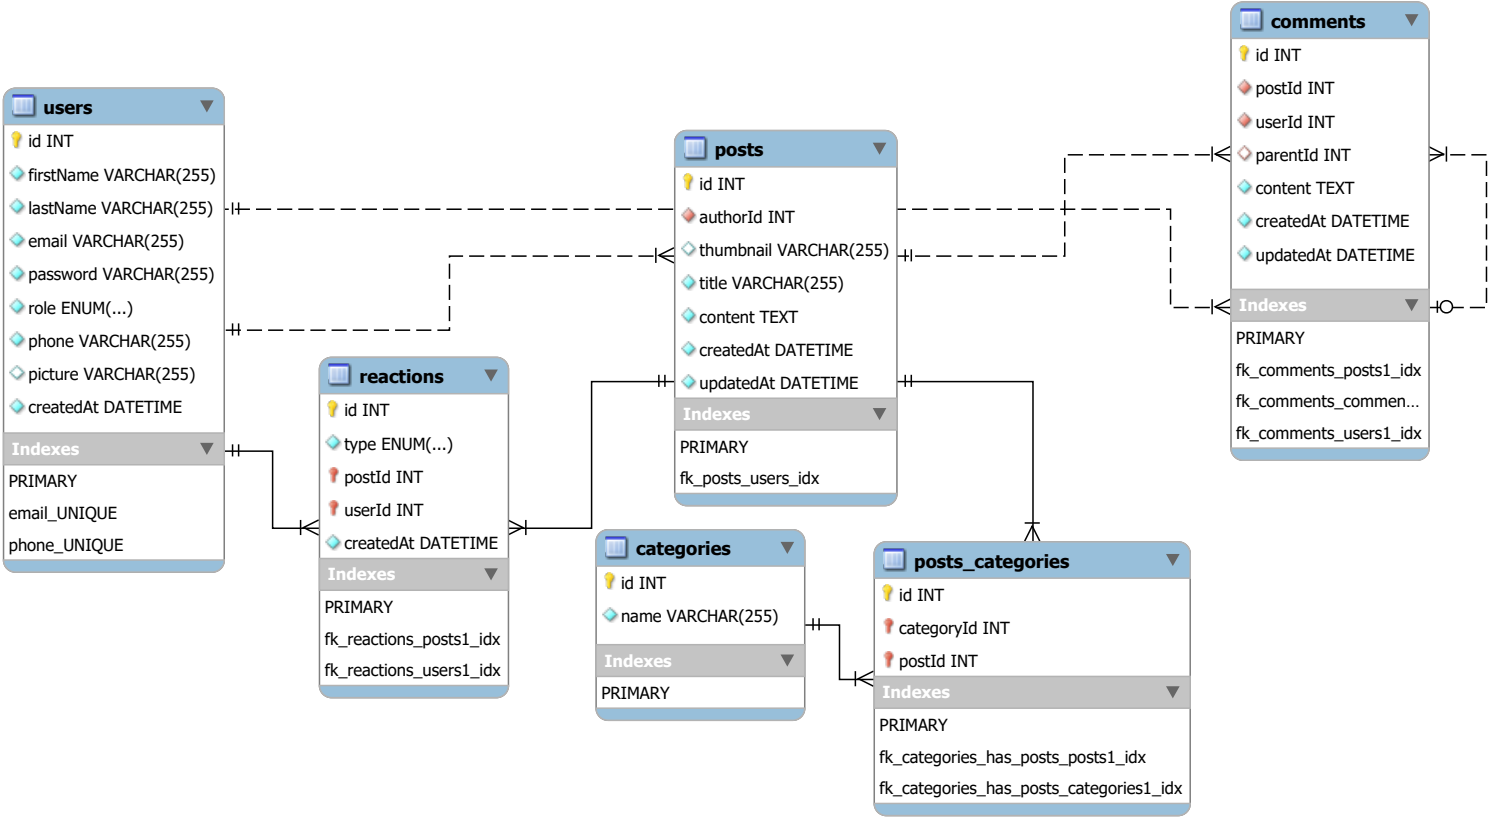 users
id INT
firstName VARCHAR(255)
lastName VARCHAR(255)
email VARCHAR(255)
password VARCHAR(255)
role ENUM(...)
phone VARCHAR(255)
picture VARCHAR(255)
createdAt DATETIME
Indexes
PRIMARY
email_UNIQUE
phone_UNIQUE
reactions
id INT
type ENUM(...)
postId INT
userId INT
createdAt DATETIME
Indexes
PRIMARY
fk_reactions_posts1_idx
fk_reactions_users1_idx
posts
id INT
authorId INT
thumbnail VARCHAR(255)
title VARCHAR(255)
content TEXT
createdAt DATETIME
updatedAt DATETIME
Indexes
PRIMARY
fk_posts_users_idx
categories
id INT
name VARCHAR(255)
Indexes
PRIMARY
posts_categories
id INT
categoryId INT
postId INT
Indexes
PRIMARY
fk_categories_has_posts_posts1_idx
fk_categories_has_posts_categories1_idx
comments
id INT
postId INT
userId INT
parentId INT
content TEXT
createdAt DATETIME
updatedAt DATETIME
Indexes
PRIMARY
fk_comments_posts1_idx
fk_comments_commen...
fk_comments_users1_idx